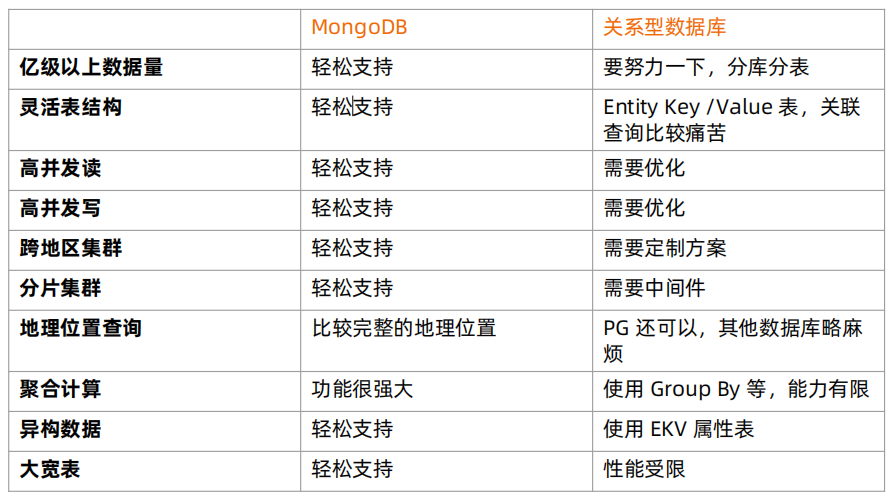 MongoDB 关系型数据库
亿级以上数据量 轻松支持 要努力一下，分库分表
灵活表结构 轻松支持 Entity Key /Value 表，关联
查询比较痛苦
高并发读 轻松支持 需要优化
高并发写 轻松支持 需要优化
跨地区集群 轻松支持 需要定制方案
分片集群 轻松支持 需要中间件
地理位置查询 比较完整的地理位置 PG 还可以，其他数据库略麻
烦
聚合计算 功能很强大 使用 Group By 等，能力有限
异构数据 轻松支持 使用 EKV 属性表
大宽表 轻松支持 性能受限